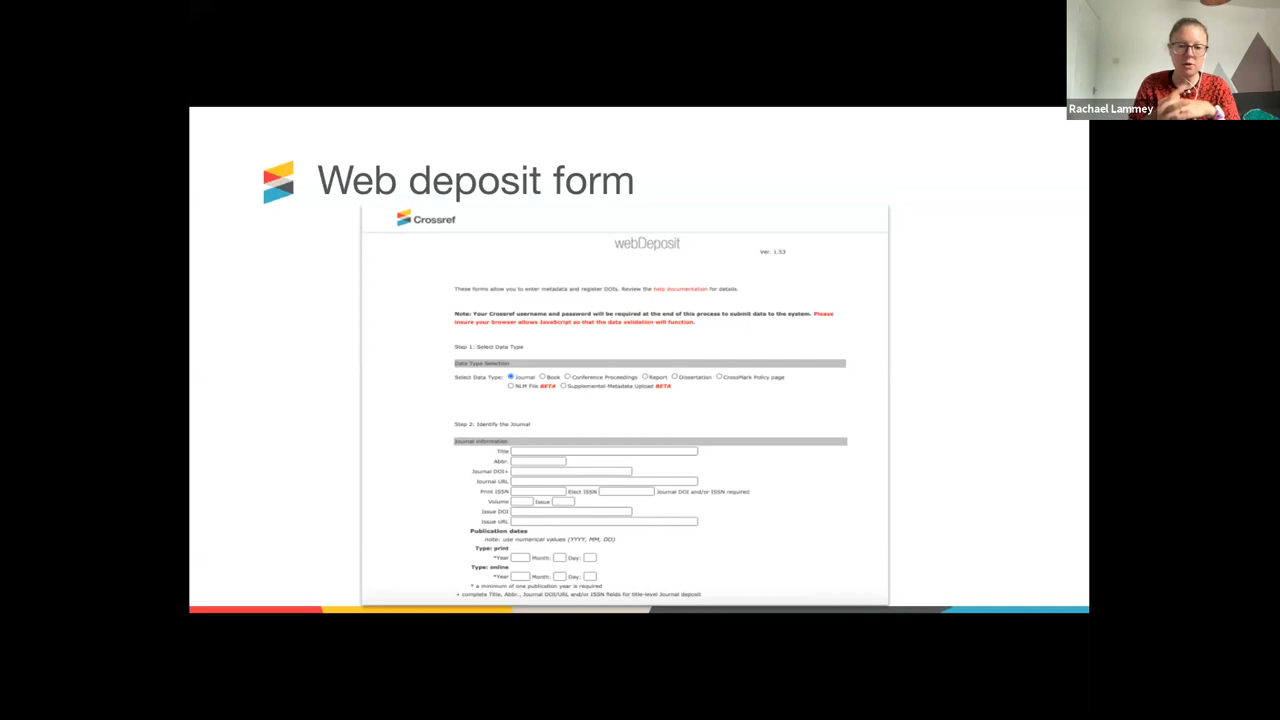 Rachael Lammey
Web deposit form
Crossref
webDeposit
Ver. 1.53
These forms allow you to enter metadata and register DOIs. Review the help documentation for details.
Note: Your Crossref username and password will be required at the end of this process to submit data to the system. Please
insure your browser allows JavaScript so that the data validation will function.
Step 1: Select Data Type
Data Type Selection
Select Data Type: Journal Book Conference Proceedings Report Dissertation CrossMark Policy page
NLM File BETA Supplemental-Metadata Upload BETA
Step 2: Identify the Journal
Journal Information
Title
Abbr.
Journal DOI+
Journal URL
Print ISSN Elect ISSN Journal DOI and/or ISSN required
Volume Issue
Issue DOI
Issue URL
Publication dates
note: use numerical values (YYYY, MM, DD)
Type: print
*Year Month: Day:
Type: online
*Year Month: Day:
* a minimum of one publication year is required
+ complete Title, Abbr., Journal DOI/URL and/or ISSN fields for title-level Journal deposit